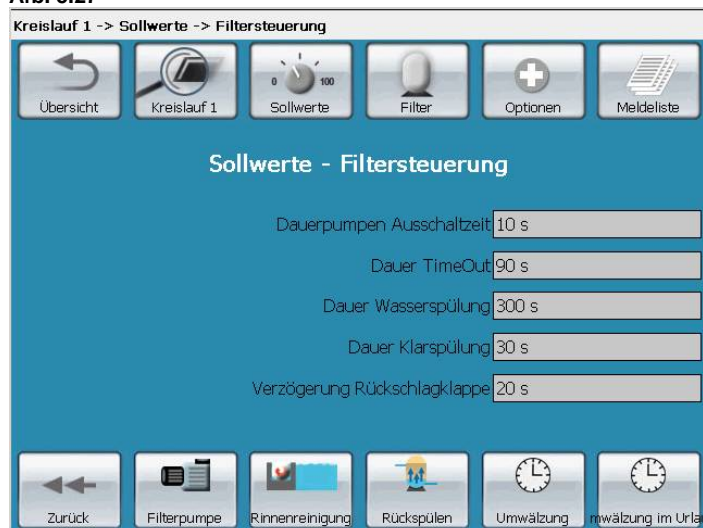 Kreislauf 1 -> Sollwerte -> Filtersteuerung
0 100
Übersicht Kreislauf 1 Sollwerte Filter Optionen Meldeliste
Sollwerte - Filtersteuerung
Dauerpumpen Ausschaltzeit 10 s
Dauer TimeOut 90 s
Dauer Wasserspülung 300 s
Dauer Klarspülung 30 s
Verzögerung Rückschlagklappe 20 s
Zurück Filterpumpe Rinnenreinigung Rückspülen Umwälzung mwälzung im Urla